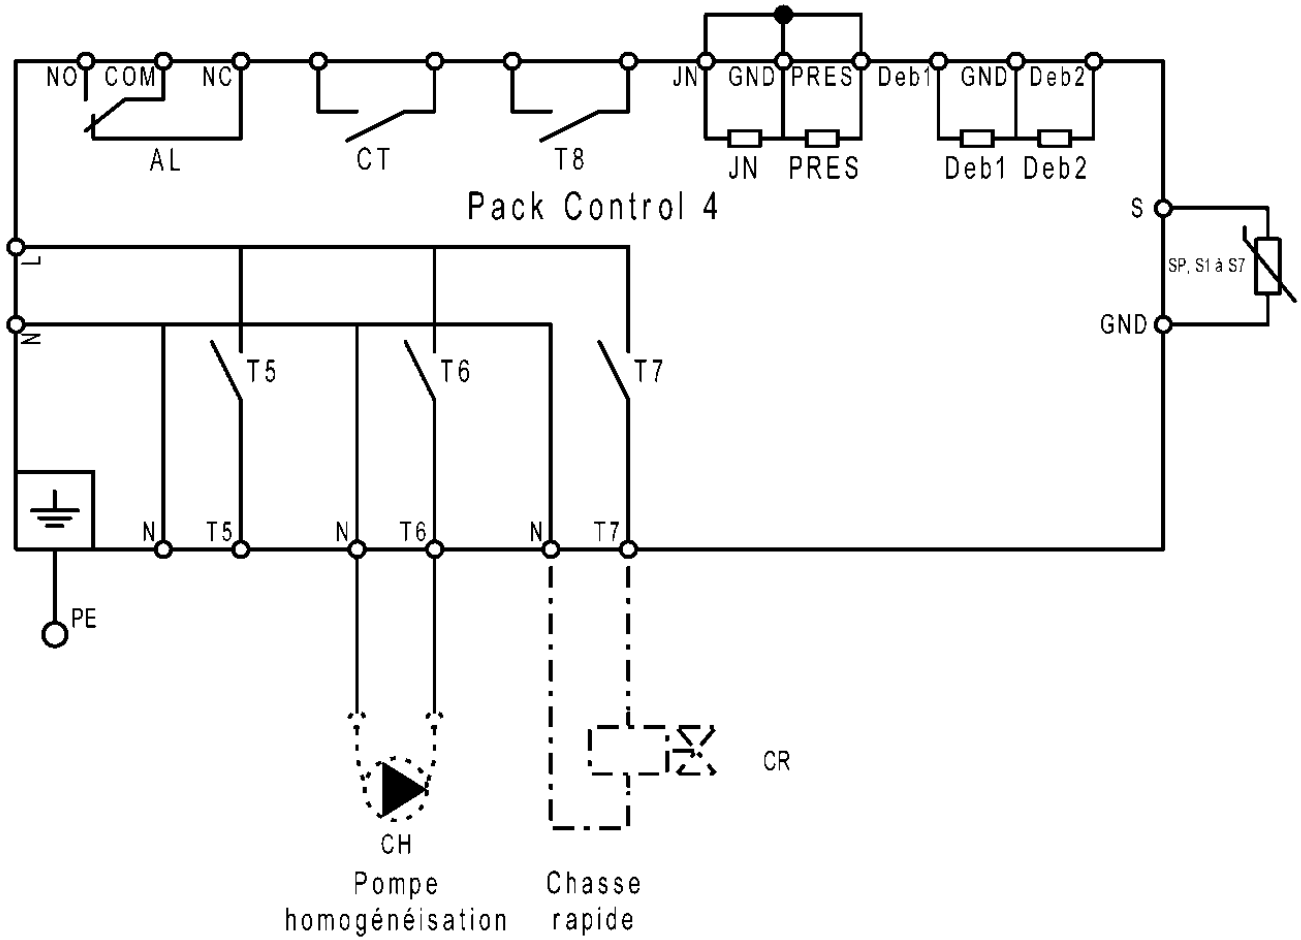 NO COM NC JN GND PRES Deb1 GND Deb2
AL CT T8 JN PRES Deb1 Deb2
Pack Control 4
S
L
SP, S1 à S7
N
GND
T5 T6 T7
N T5 N T6 N T7
PE
CR
CH
Pompe
homogénéisation
Chasse
rapide